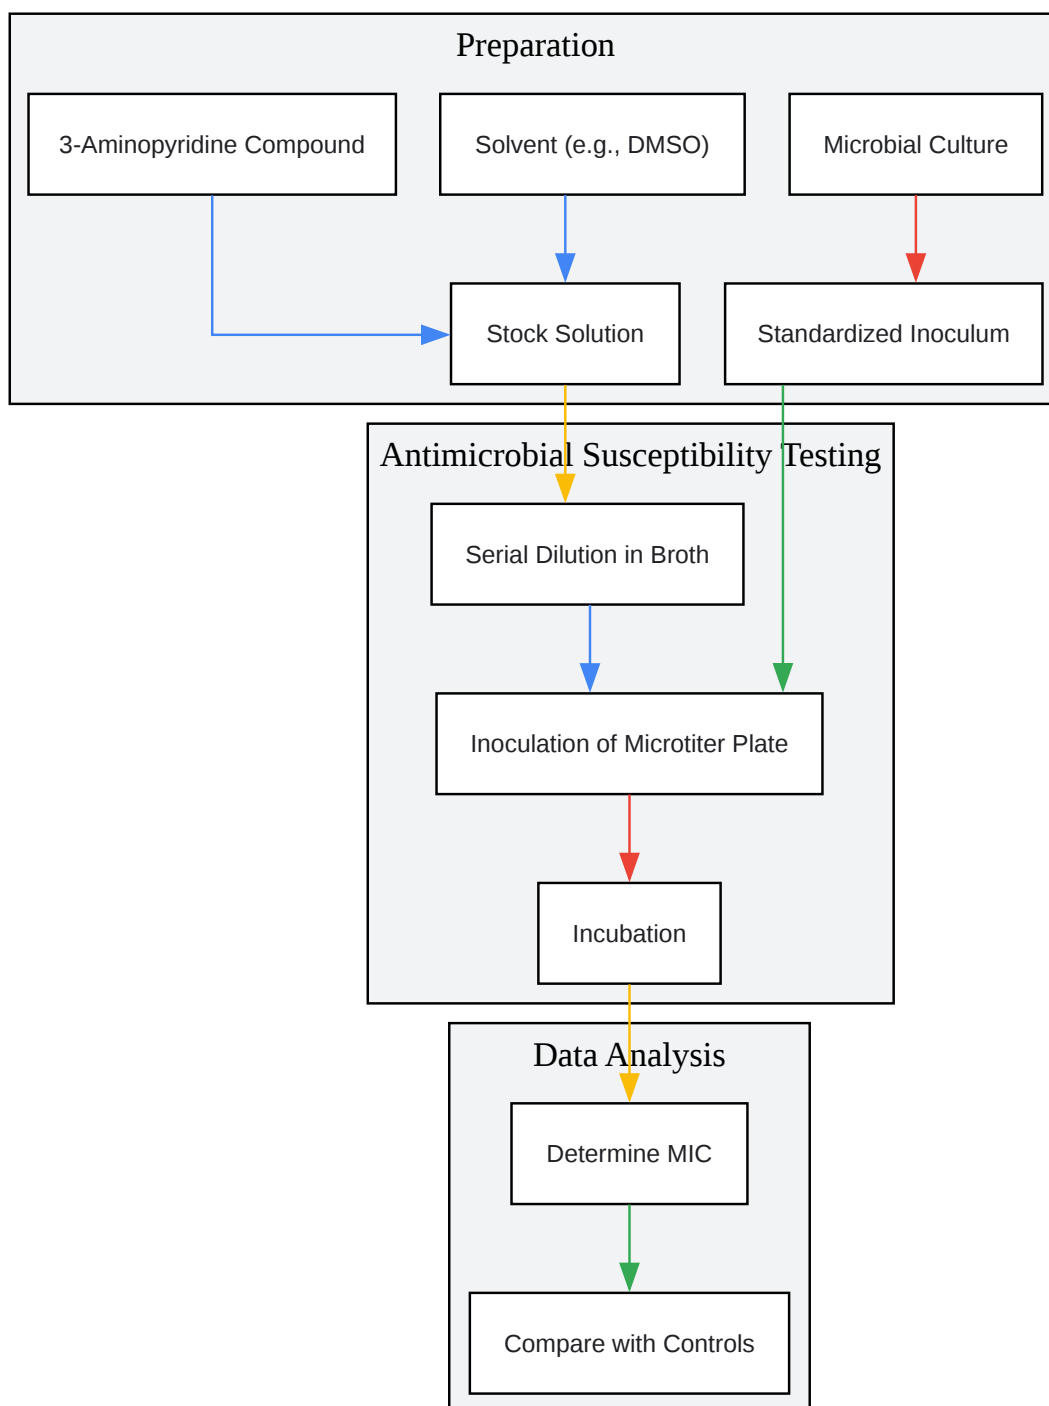 Preparation
3-Aminopyridine Compound
Solvent (e.g., DMSO)
Microbial Culture
Stock Solution
Standardized Inoculum
Antimicrobial Susceptibility Testing
Serial Dilution in Broth
Inoculation of Microtiter Plate
Incubation
Data Analysis
Determine MIC
Compare with Controls